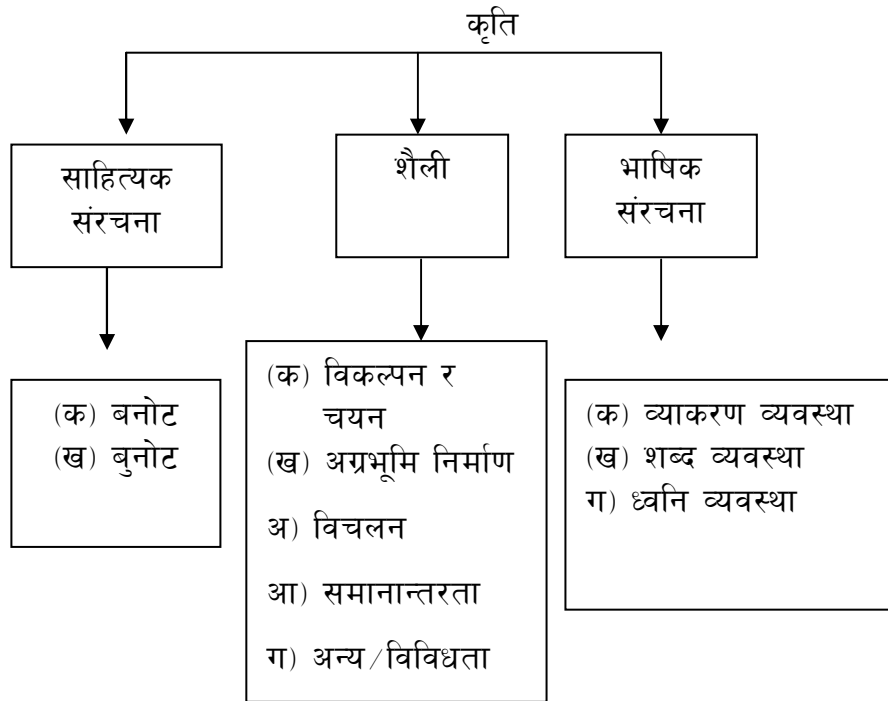 कृति
साहित्यक
संरचना
शैली
भाषिक
संरचना
(क) बनोट
(ख) बुनोट
(क) विकल्पन र
चयन
(ख) अग्रभूमि निर्माण
अ) विचलन
आ) समानान्तरता
ग) अन्य/विविधता
(क) व्याकरण व्यवस्था
(ख) शब्द व्यवस्था
ग) ध्वनि व्यवस्था